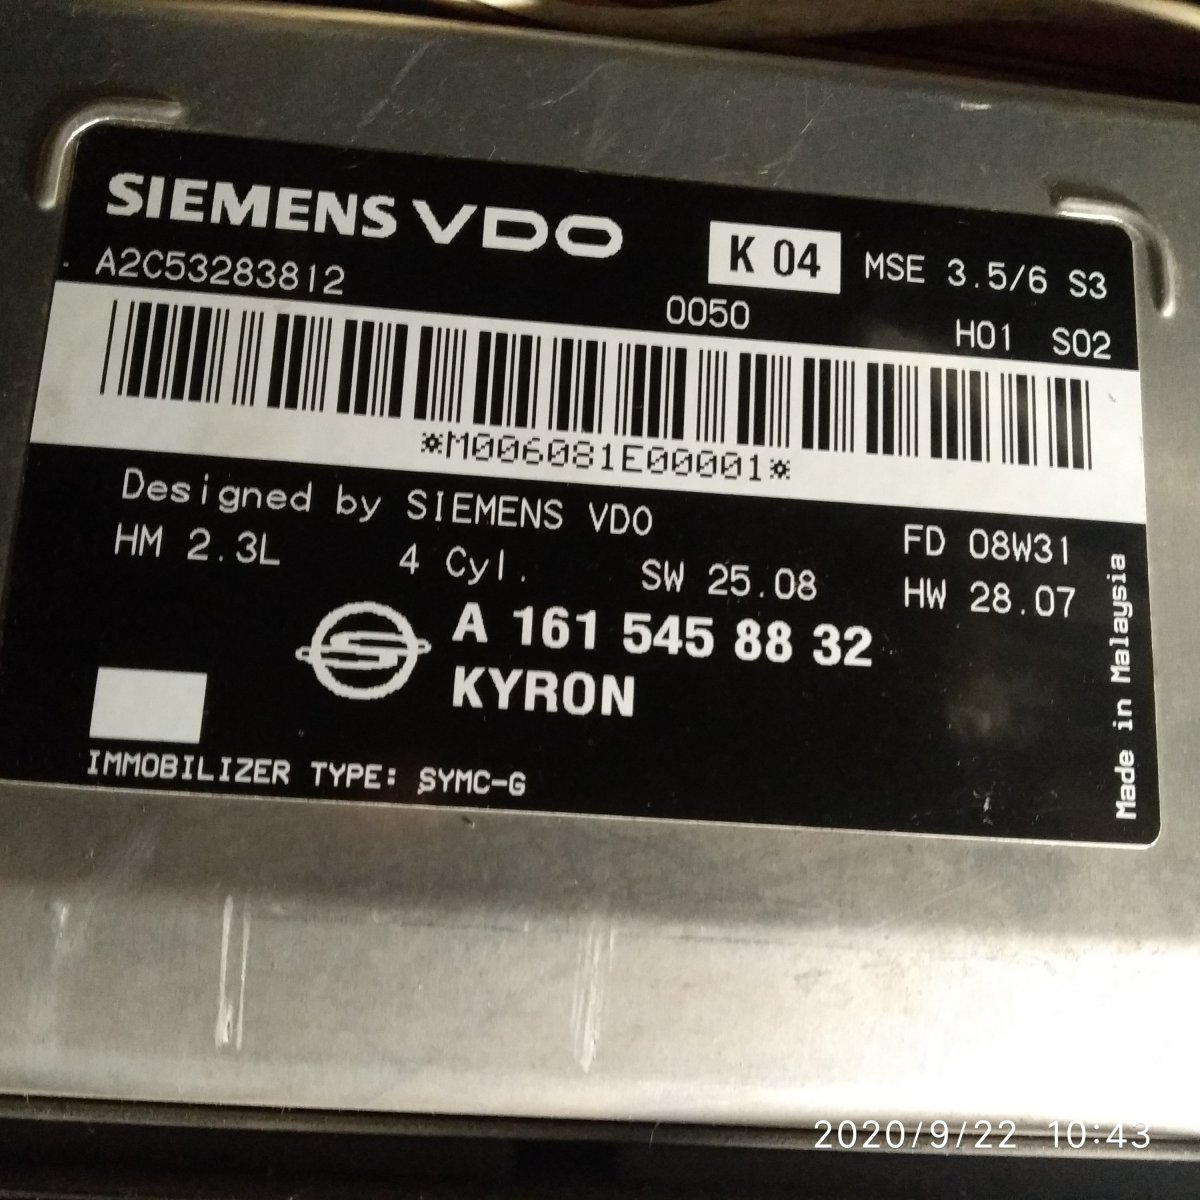 SIEMENS VDO
K 04 MSE 3.5/6 S3
A2C53283812
0050 H01 S02
*M006081E00001*
Designed by SIEMENS VDO FD 08W31
HM 2.3L 4 Cyl. SW 25.08 HW 28.07
A 161 545 88 32
KYRON
IMMOBILIZER TYPE: SYMC-G
Made in Malaysia
2020/9/22 10:43